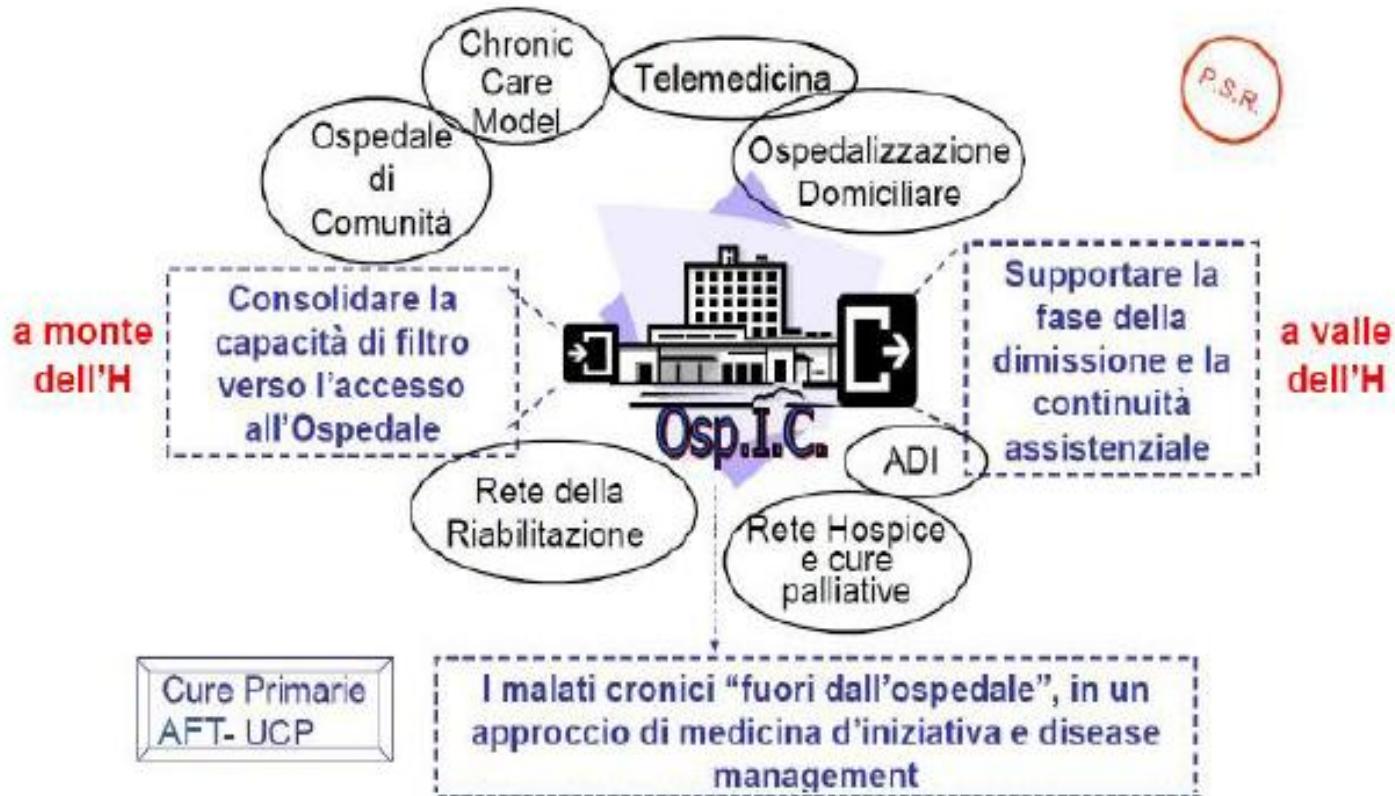 Chronic
Care
Model
Telemedicina
P.S.R.
Ospedale
di
Comunità
Ospedalizzazione
Domiciliare
a monte
dell'H
Consolidare la
capacità di filtro
verso l'accesso
all'Ospedale
H
Osp.I.C.
Supportare la
fase della
dimissione e la
continuità
assistenziale
a valle
dell'H
ADI
Rete della
Riabilitazione
Rete Hospice
e cure
palliative
Cure Primarie
AFT- UCP
I malati cronici “fuori dall'ospedale”, in un
approccio di medicina d'iniziativa e disease
management